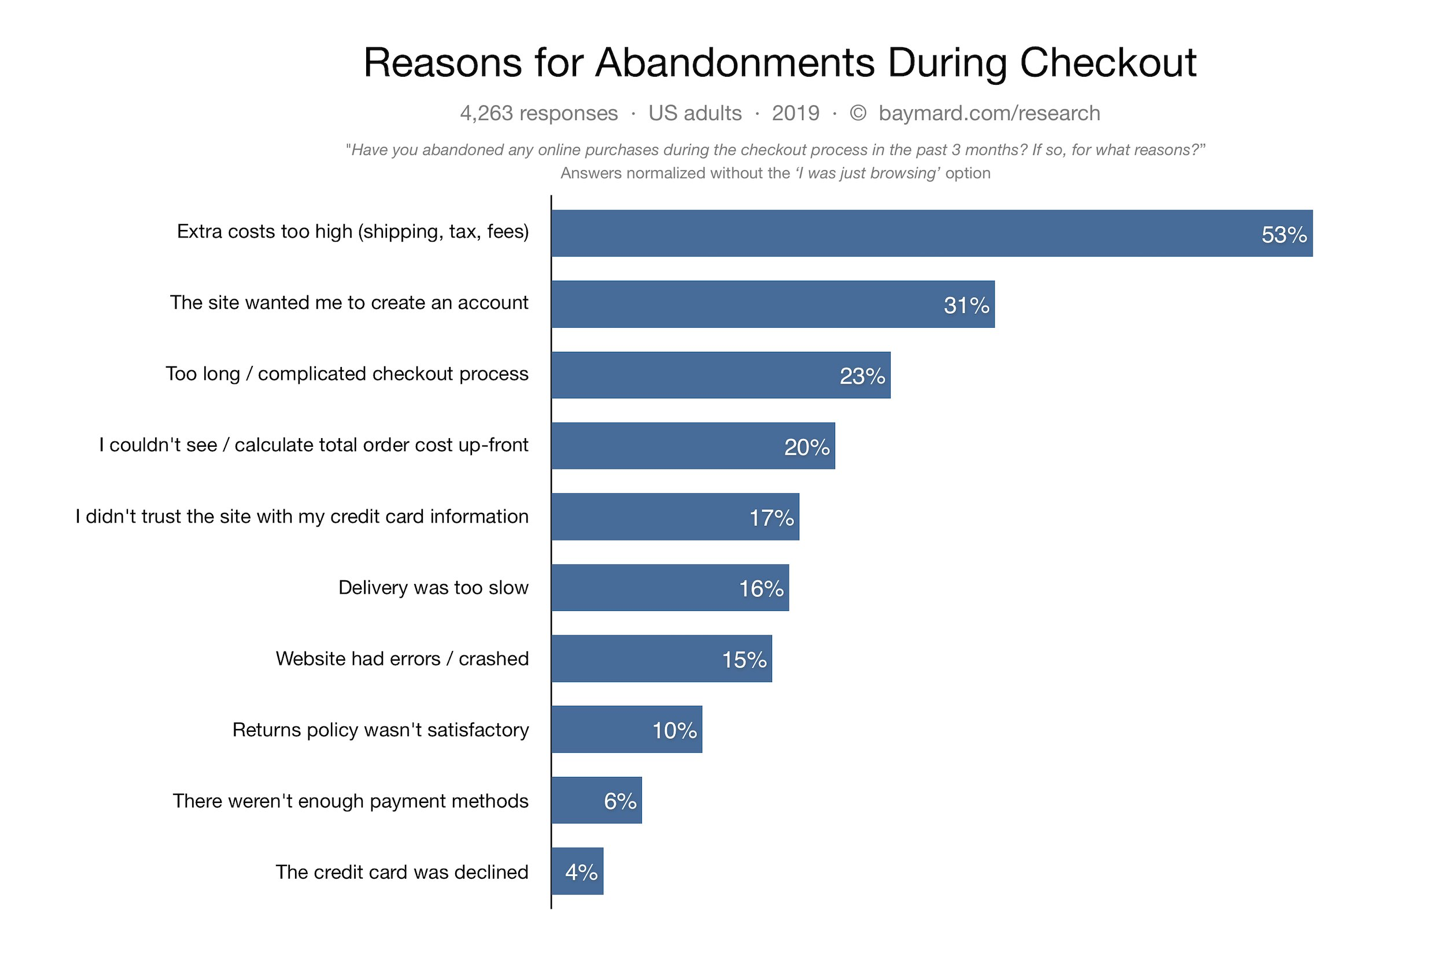 Reasons for Abandonments During Checkout
4,263 responses · US adults · 2019 · © baymard.com/research
"Have you abandoned any online purchases during the checkout process in the past 3 months? If so, for what reasons?”
Answers normalized without the ‘I was just browsing’ option
Extra costs too high (shipping, tax, fees) 53%
The site wanted me to create an account 31%
Too long / complicated checkout process 23%
I couldn't see / calculate total order cost up-front 20%
I didn't trust the site with my credit card information 17%
Delivery was too slow 16%
Website had errors / crashed 15%
Returns policy wasn't satisfactory 10%
There weren't enough payment methods 6%
The credit card was declined 4%